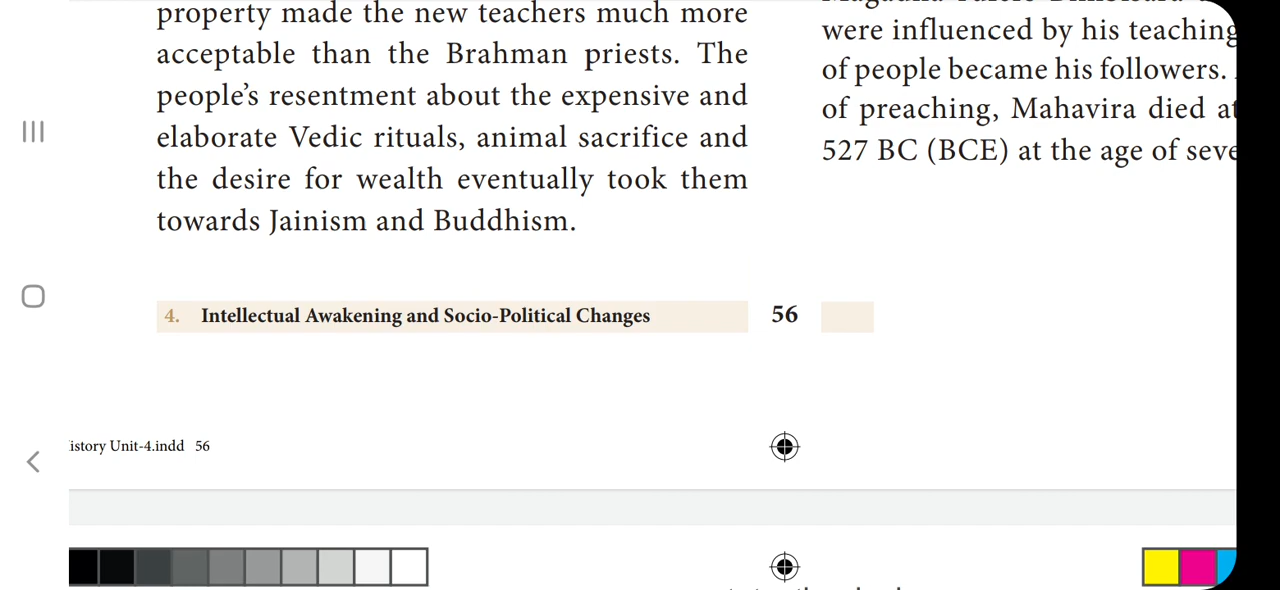 property made the new teachers much more
acceptable than the Brahman priests. The
people's resentment about the expensive and
elaborate Vedic rituals, animal sacrifice and
the desire for wealth eventually took them
towards Jainism and Buddhism.
were influenced by his teaching
of people became his followers.
of preaching, Mahavira died at
527 BC (BCE) at the age of seve
4. Intellectual Awakening and Socio-Political Changes 56
istory Unit-4.indd 56